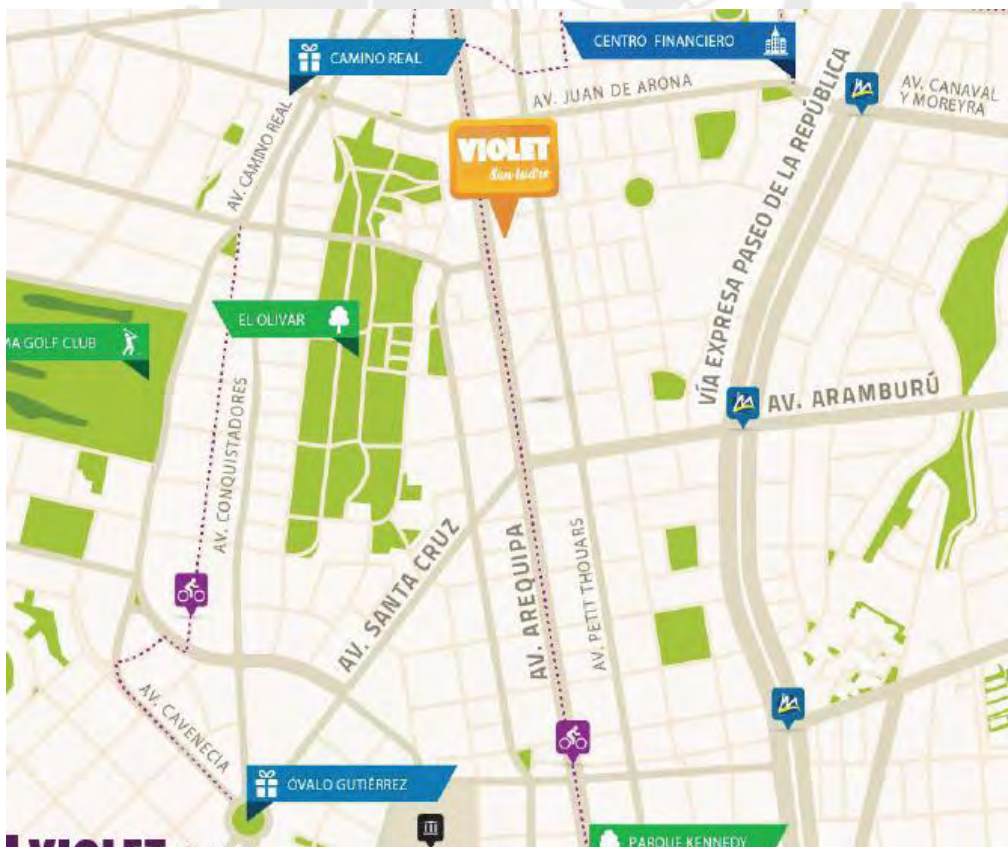 CAMINO REAL
CENTRO FINANCIERO
AV. JUAN DE ARONA
AV. CANAVAL
Y MOREYRA
AV. CAMINO REAL
VIOLET
San Isidro
VÍA EXPRESA PASEO DE LA REPÚBLICA
EL OLIVAR
MA GOLF CLUB
AV. CONQUISTADORES
AV. ARAMBURÚ
AV. SANTA CRUZ
AV. AREQUIPA
AV. PETIT THOUARS
AV. CAVENECIA
ÓVALO GUTIÉRREZ
PARQUE KENNEDY
VIOLET